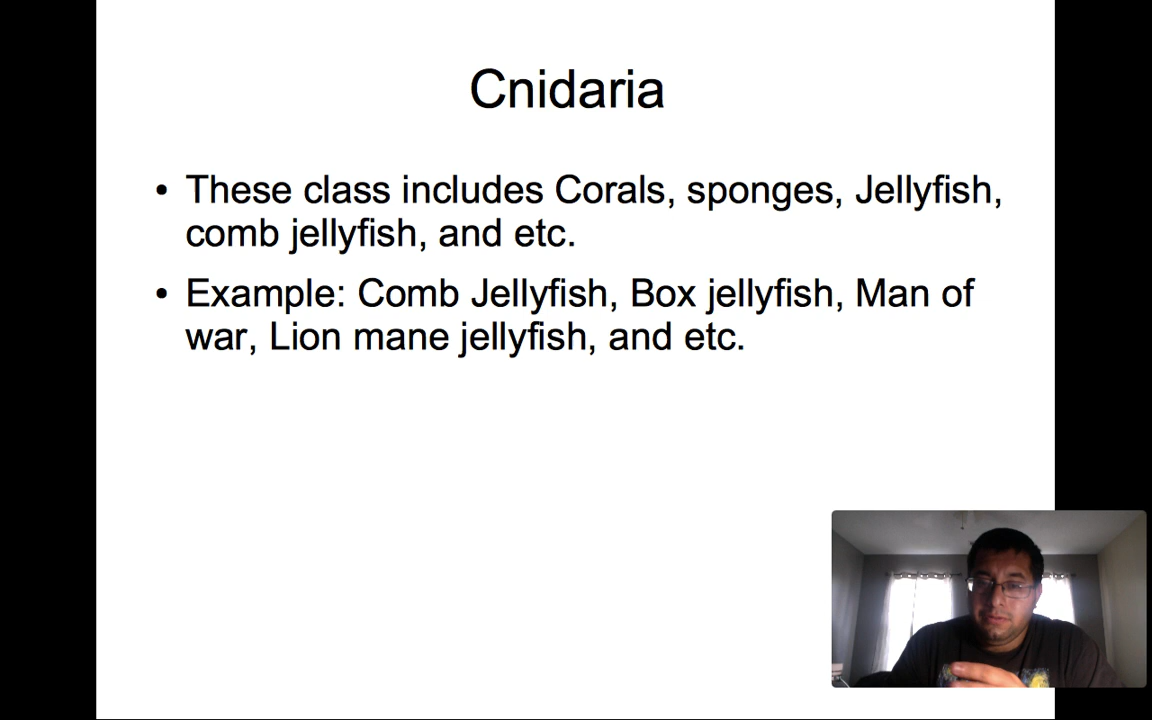 Cnidaria
• These class includes Corals, sponges, Jellyfish,
comb jellyfish, and etc.
• Example: Comb Jellyfish, Box jellyfish, Man of
war, Lion mane jellyfish, and etc.